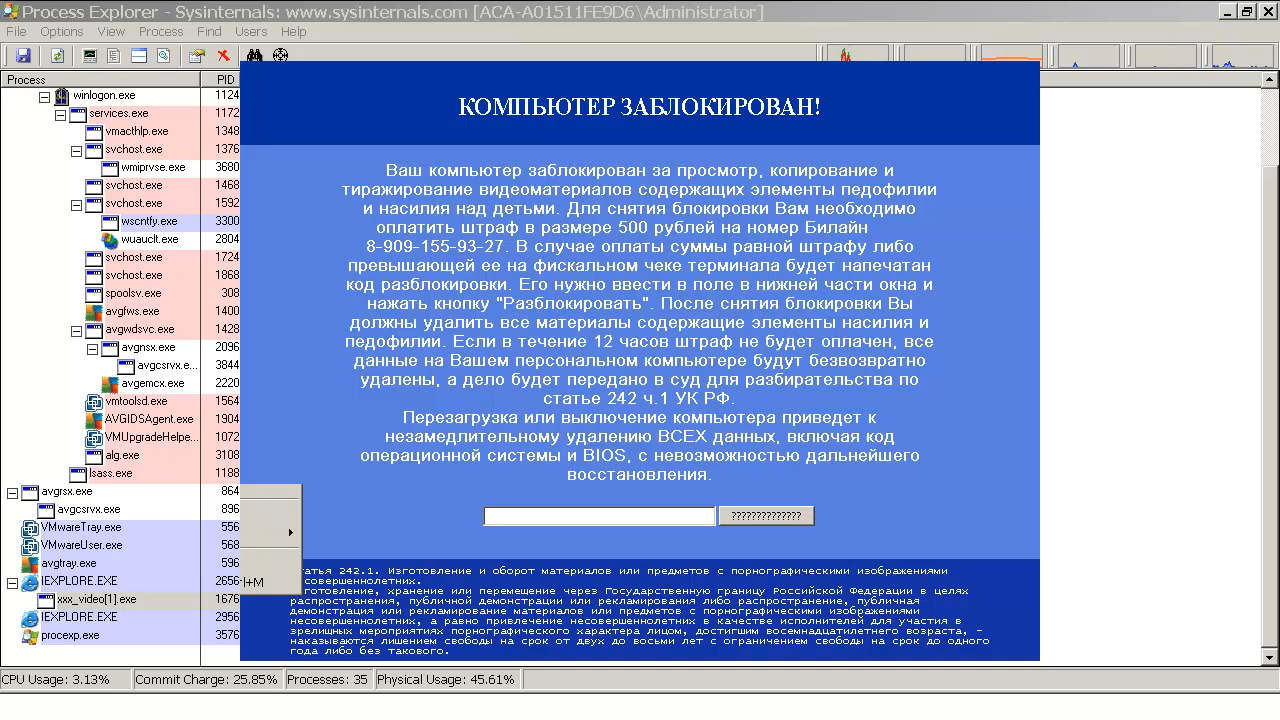 Process Explorer - Sysinternals: www.sysinternals.com [ACA-A01511FE9D6\Administrator]
File Options View Process Find Users Help
Process PID
winlogon.exe 1124
services.exe 1172
vmacthlp.exe 1348
svchost.exe 1376
wmiprvse.exe 3680
svchost.exe 1468
svchost.exe 1592
wscntfy.exe 3300
wuauclt.exe 2804
svchost.exe 1724
svchost.exe 1868
spoolsv.exe 308
avgfws.exe 1400
avgwdsvc.exe 1428
avgnsx.exe 2096
avgcsrvx.e... 3844
avgemcx.exe 2220
vmtoolsd.exe 1564
AVGIDSAgent.exe 1904
VMUpgradeHelpe... 1072
alg.exe 3108
lsass.exe 1188
avgrsx.exe 864
avgcsrvx.exe 896
VMwareTray.exe 556
VMwareUser.exe 568
avgtray.exe 596
IEXPLORE.EXE 2656
xxx_video[1].exe 1676
IEXPLORE.EXE 2956
procexp.exe 3576
КОМПЬЮТЕР ЗАБЛОКИРОВАН!
Ваш компьютер заблокирован за просмотр, копирование и
тиражирование видеоматериалов содержащих элементы педофилии
и насилия над детьми. Для снятия блокировки Вам необходимо
оплатить штраф в размере 500 рублей на номер Билайн
8-909-155-93-27. В случае оплаты суммы равной штрафу либо
превышающей ее на фискальном чеке терминала будет напечатан
код разблокировки. Его нужно ввести в поле в нижней части окна и
нажать кнопку "Разблокировать". После снятия блокировки Вы
должны удалить все материалы содержащие элементы насилия и
педофилии. Если в течение 12 часов штраф не будет оплачен, все
данные на Вашем персональном компьютере будут безвозвратно
удалены, а дело будет передано в суд для разбирательства по
статье 242 ч.1 УК РФ.
Перезагрузка или выключение компьютера приведет к
незамедлительному удалению ВСЕХ данных, включая код
операционной системы и BIOS, с невозможностью дальнейшего
восстановления.
??????????????
l+M
татья 242.1. Изготовление и оборот материалов или предметов с порнографическими изображениями
совершеннолетних.
готовление, хранение или перемещение через Государственную границу Российской Федерации в целях
распространения, публичной демонстрации или рекламирования либо распространение, публичная
демонстрация или рекламирование материалов или предметов с порнографическими изображениями
несовершеннолетних, а равно привлечение несовершеннолетних в качестве исполнителей для участия в
зрелищных мероприятиях порнографического характера лицом, достигшим восемнадцатилетнего возраста, -
наказываются лишением свободы на срок от двух до восьми лет с ограничением свободы на срок до одного
года либо без такового.
CPU Usage: 3.13% Commit Charge: 25.85% Processes: 35 Physical Usage: 45.61%